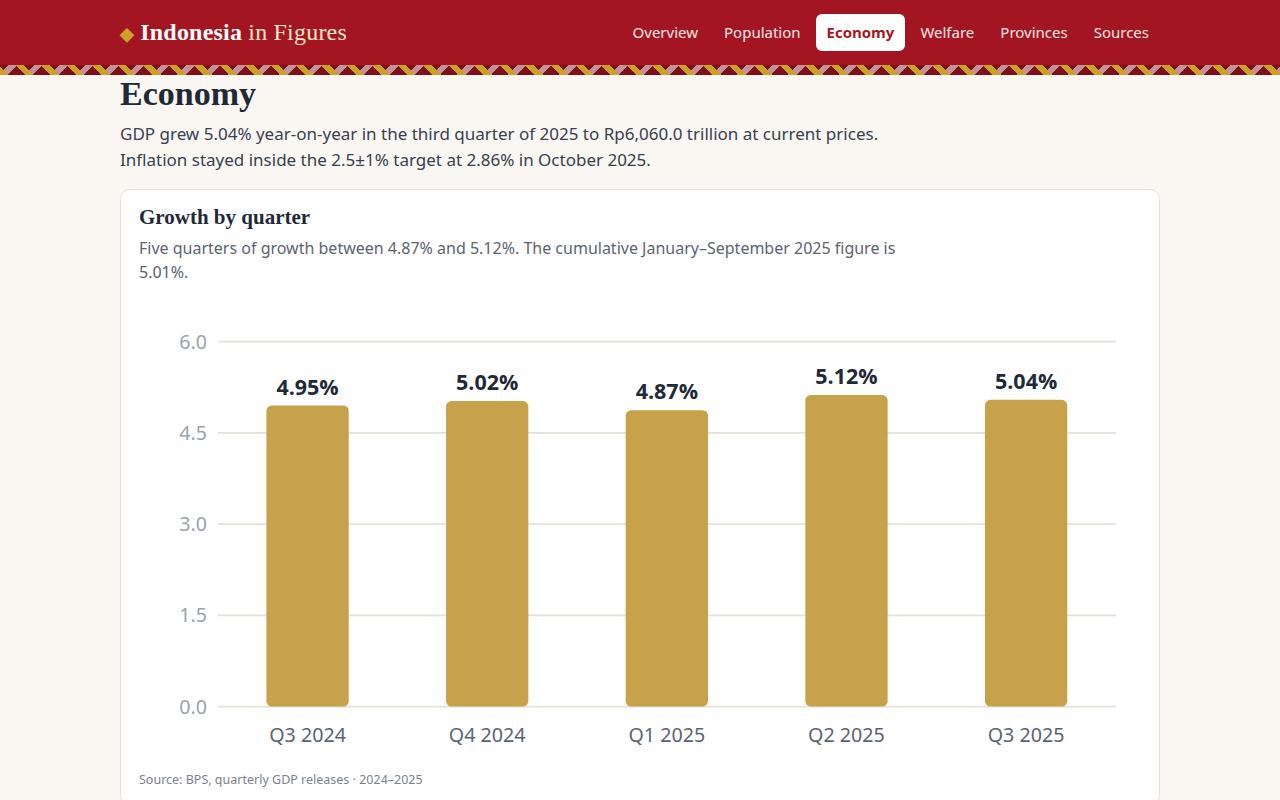 Indonesia in Figures
Overview Population Economy Welfare Provinces Sources
Economy
GDP grew 5.04% year-on-year in the third quarter of 2025 to Rp6,060.0 trillion at current prices.
Inflation stayed inside the 2.5±1% target at 2.86% in October 2025.
Growth by quarter
Five quarters of growth between 4.87% and 5.12%. The cumulative January–September 2025 figure is
5.01%.
6.0
4.95% 5.02% 4.87% 5.12% 5.04%
4.5
3.0
1.5
0.0
Q3 2024 Q4 2024 Q1 2025 Q2 2025 Q3 2025
Source: BPS, quarterly GDP releases · 2024–2025